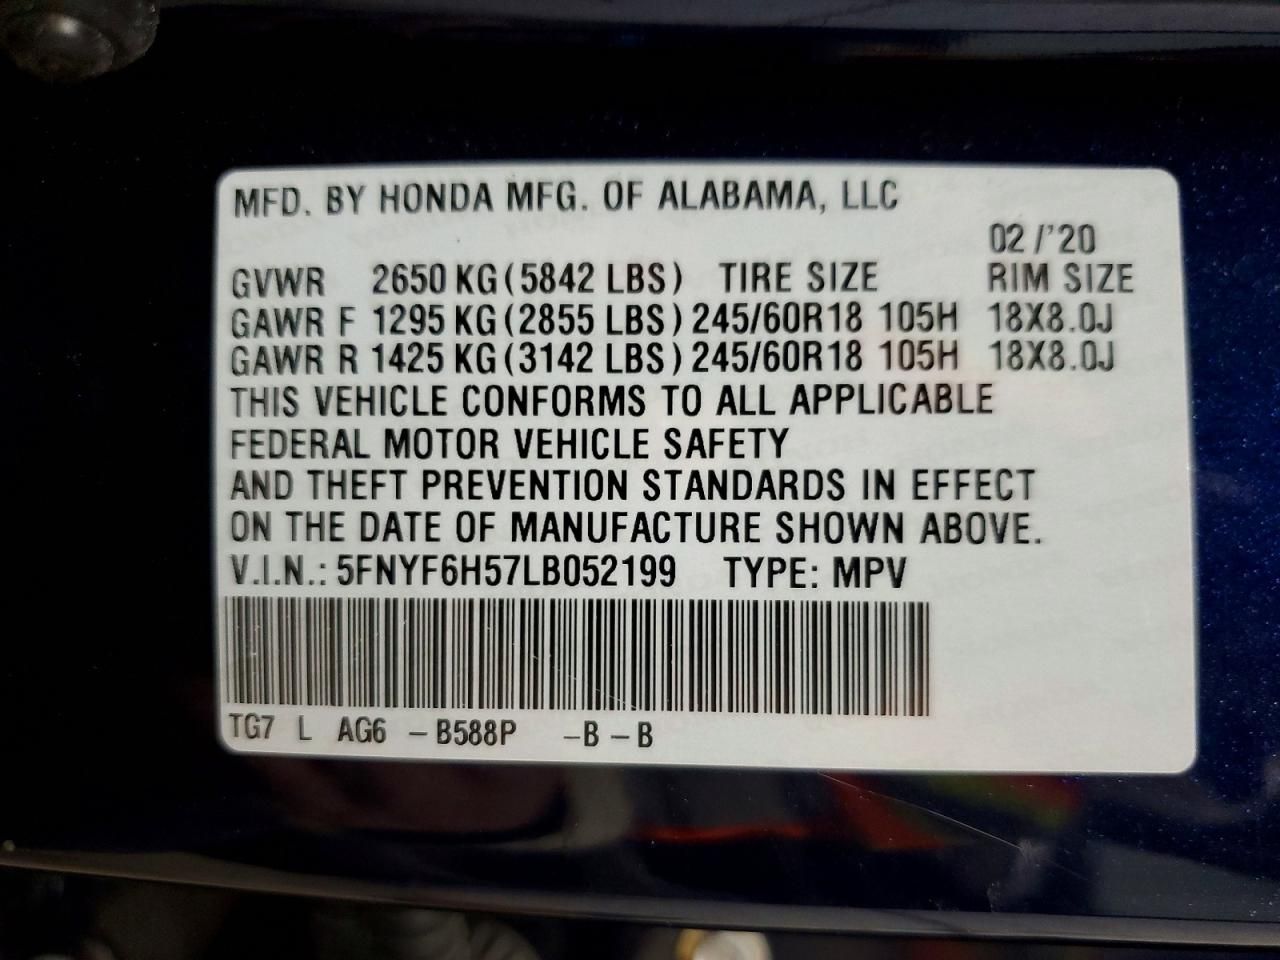 MFD. BY HONDA MFG. OF ALABAMA, LLC
02 /'20
GVWR 2650 KG (5842 LBS) TIRE SIZE RIM SIZE
GAWR F 1295 KG (2855 LBS) 245/60R18 105H 18X8.0J
GAWR R 1425 KG (3142 LBS) 245/60R18 105H 18X8.0J
THIS VEHICLE CONFORMS TO ALL APPLICABLE
FEDERAL MOTOR VEHICLE SAFETY
AND THEFT PREVENTION STANDARDS IN EFFECT
ON THE DATE OF MANUFACTURE SHOWN ABOVE.
V.I.N.: 5FNYF6H57LB052199 TYPE: MPV
TG7 L AG6 –B588P –B –B